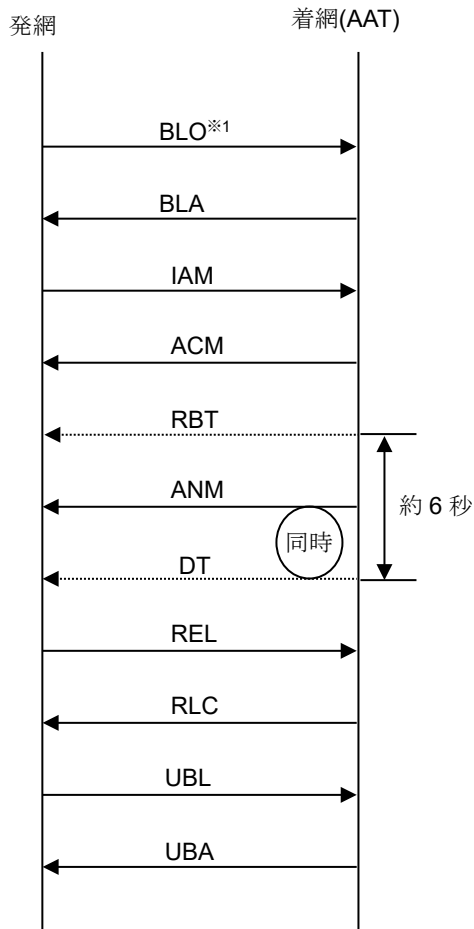 発網
着網(AAT)
BLO※1
BLA
IAM
ACM
RBT
ANM
約 6 秒
同時
DT
REL
RLC
UBL
UBA